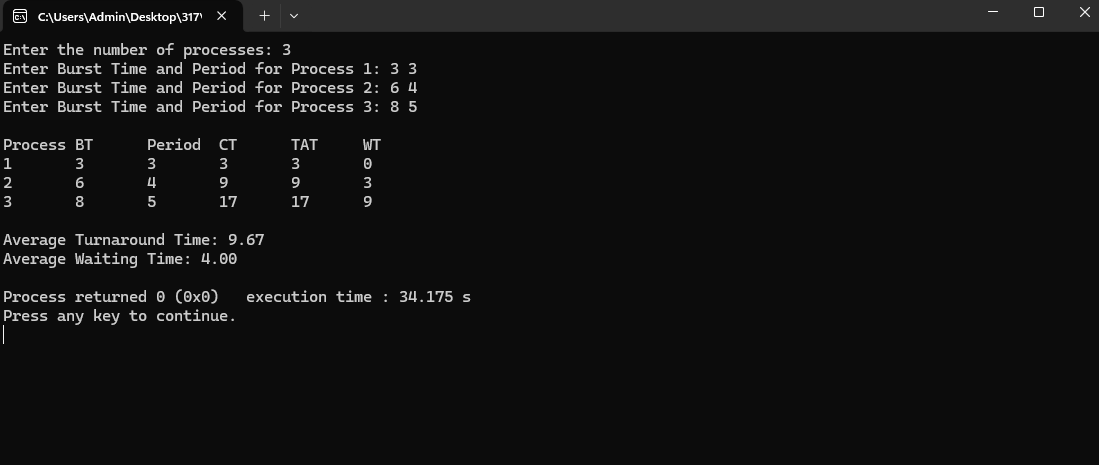 C:\Users\Admin\Desktop\317\
Enter the number of processes: 3
Enter Burst Time and Period for Process 1: 3 3
Enter Burst Time and Period for Process 2: 6 4
Enter Burst Time and Period for Process 3: 8 5
Process BT Period CT TAT WT
1 3 3 3 3 0
2 6 4 9 9 3
3 8 5 17 17 9
Average Turnaround Time: 9.67
Average Waiting Time: 4.00
Process returned 0 (0x0) execution time : 34.175 s
Press any key to continue.